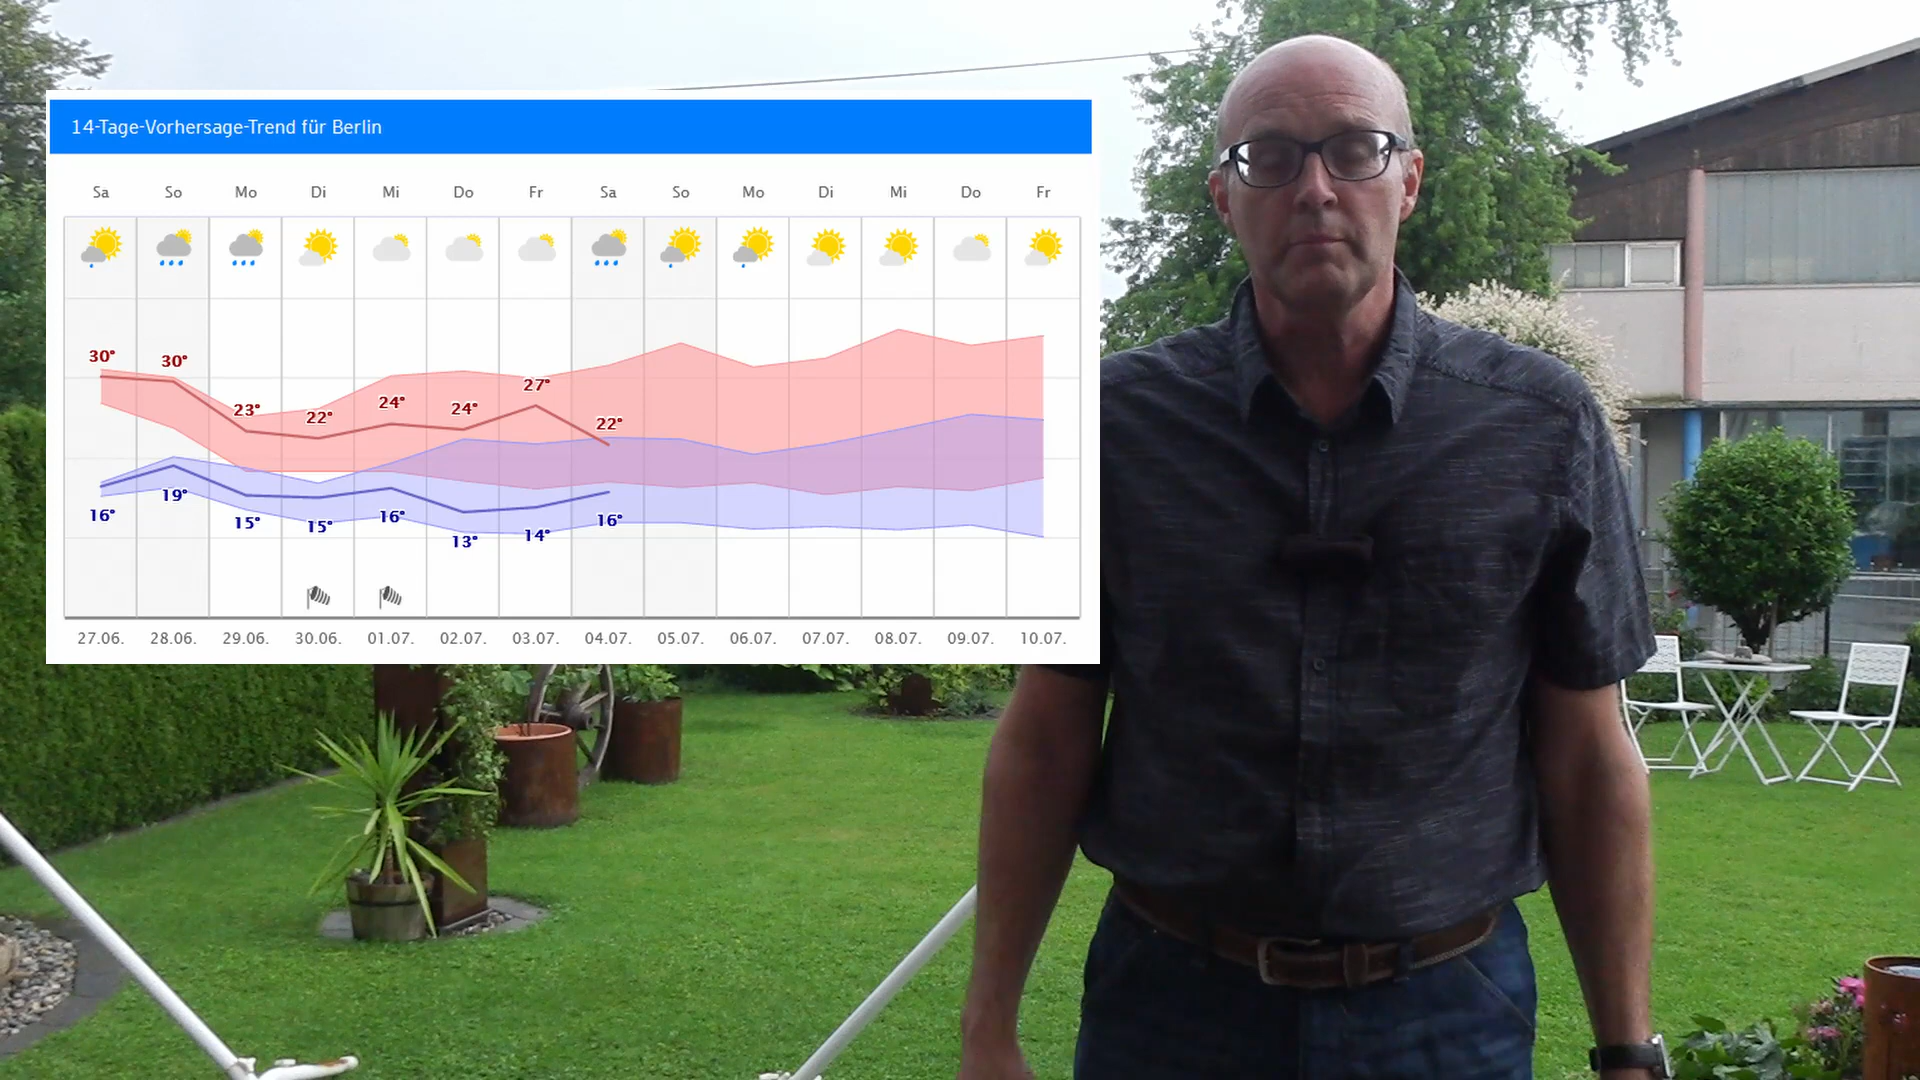 14-Tage-Vorhersage-Trend für Berlin
Sa So Mo Di Mi Do Fr Sa So Mo Di Mi Do Fr
30° 30° 23° 22° 24° 24° 27° 22°
16° 19° 15° 15° 16° 13° 14° 16°
27.06. 28.06. 29.06. 30.06. 01.07. 02.07. 03.07. 04.07. 05.07. 06.07. 07.07. 08.07. 09.07. 10.07.